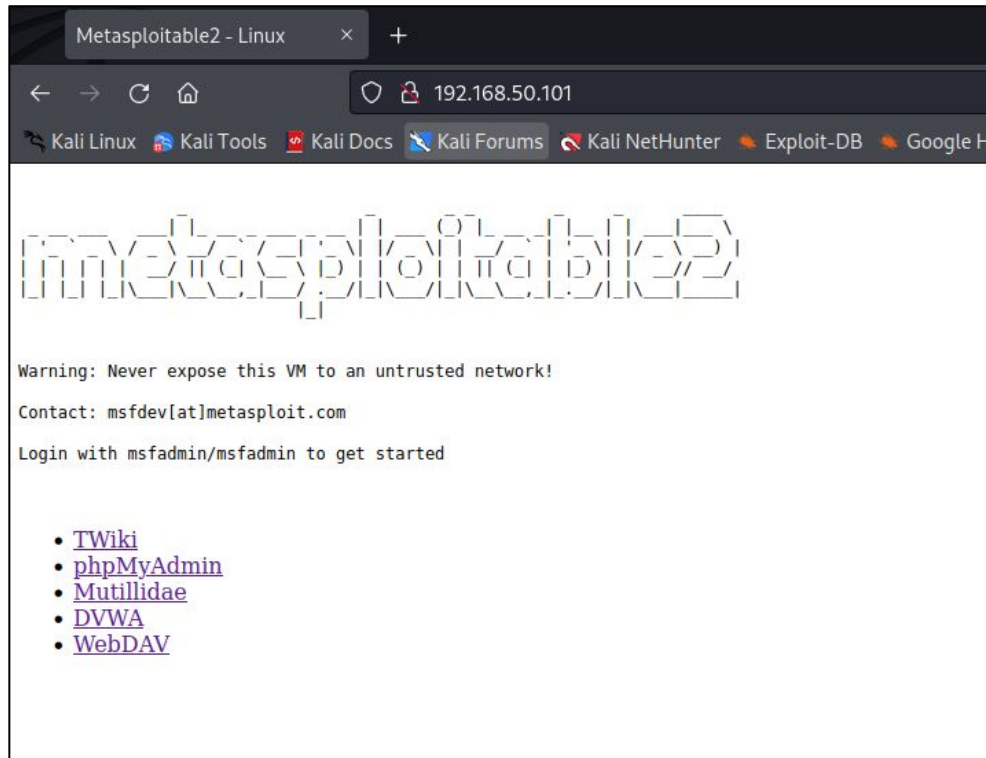 Metasploitable2 - Linux
192.168.50.101
Kali Linux Kali Tools Kali Docs Kali Forums Kali NetHunter Exploit-DB Google H
metasploitable2
Warning: Never expose this VM to an untrusted network!
Contact: msfdev[at]metasploit.com
Login with msfadmin/msfadmin to get started
• TWiki
• phpMyAdmin
• Mutillidae
• DVWA
• WebDAV